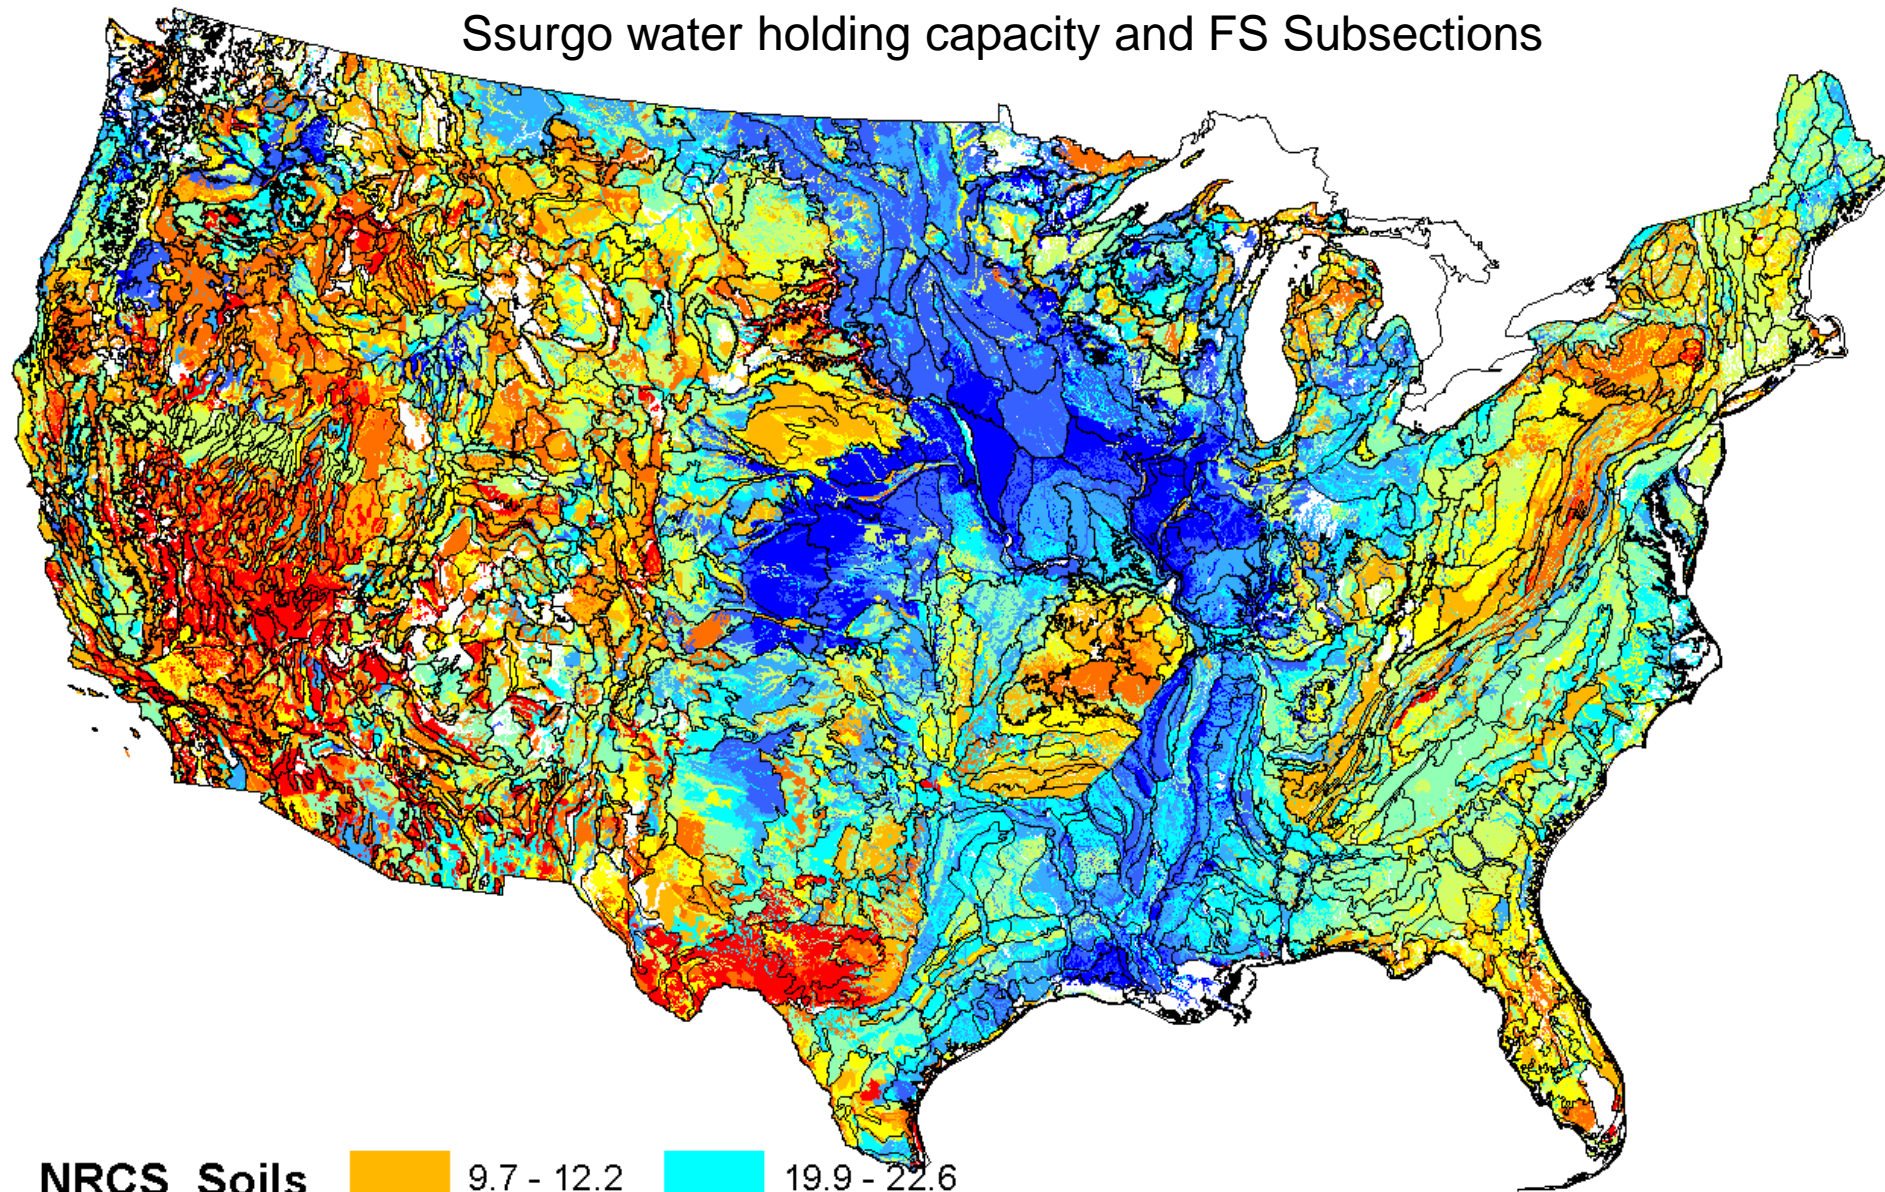 Ssurgo water holding capacity and FS Subsections
NRCS Soils 9.7 - 12.2 19.9 - 22.6